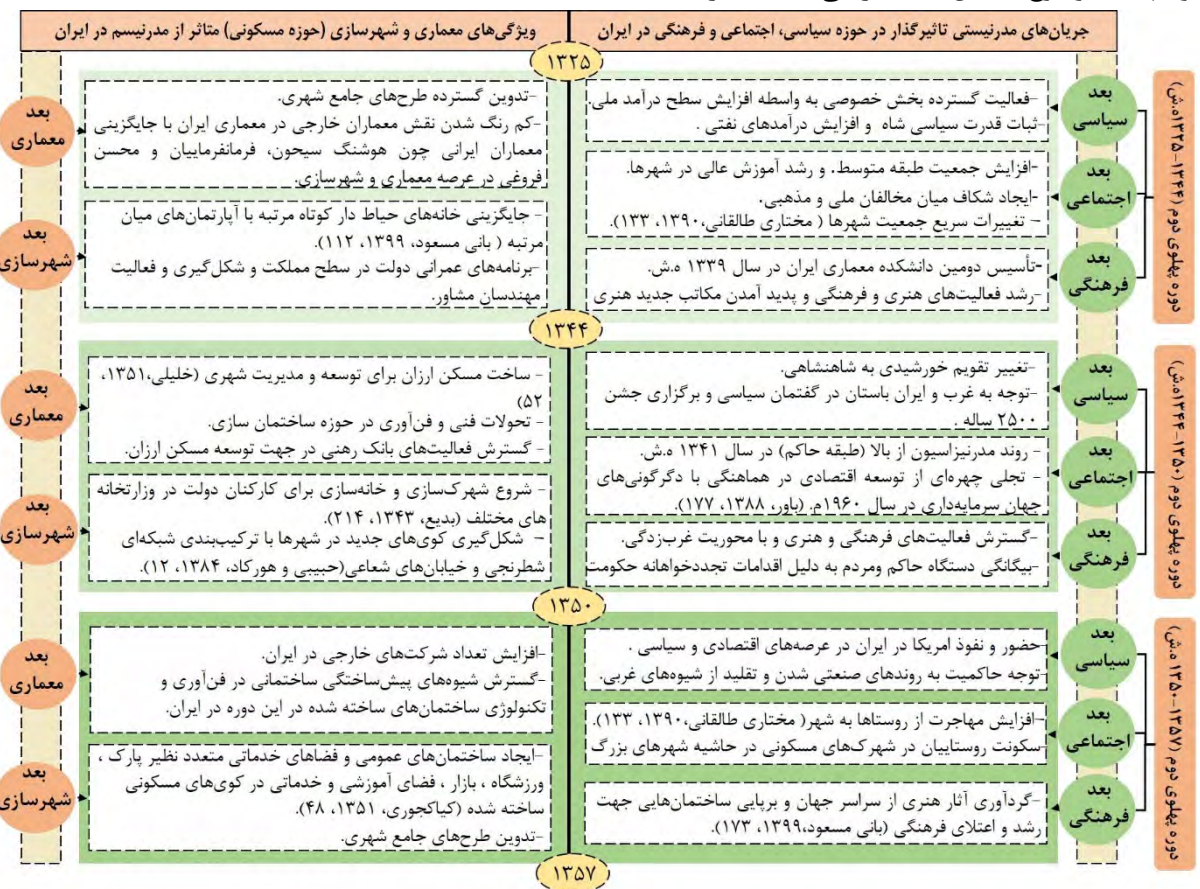 جریان‌های مدرنیستی تاثیرگذار در حوزه سیاسی، اجتماعی و فرهنگی در ایران
ویژگی‌های معماری و شهرسازی (حوزه مسکونی) متاثر از مدرنیسم در ایران
۱۳۲۵
دوره پهلوی دوم (۱۳۲۵-۱۳۴۴ه.ش)
بعد
سیاسی
-فعالیت گسترده بخش خصوصی به واسطه افزایش سطح درآمد ملی.
-ثبات قدرت سیاسی شاه و افزایش درآمدهای نفتی .
بعد
اجتماعی
-افزایش جمعیت طبقه متوسط. و رشد آموزش عالی در شهرها.
-ایجاد شکاف میان مخالفان ملی و مذهبی.
- تغییرات سریع جمعیت شهرها ( مختاری طالقانی،۱۳۹۰، ۱۳۳).
بعد
فرهنگی
-تأسیس دومین دانشکده معماری ایران در سال ۱۳۳۹ ه.ش.
-رشد فعالیت‌های هنری و فرهنگی و پدید آمدن مکاتب جدید هنری
بعد
معماری
-تدوین گسترده طرح‌های جامع شهری.
-کم رنگ شدن نقش معماران خارجی در معماری ایران با جایگزینی
معماران ایرانی چون هوشنگ سیحون، فرمانفرماییان و محسن
فروغی در عرصه معماری و شهرسازی.
بعد
شهرسازی
- جایگزینی خانه‌های حیاط دار کوتاه مرتبه با آپارتمان‌های میان
مرتبه ( بانی مسعود، ۱۳۹۹، ۱۱۲).
-برنامه‌های عمرانی دولت در سطح مملکت و شکل‌گیری و فعالیت
مهندسان مشاور.
۱۳۴۴
دوره پهلوی دوم (۱۳۴۴-۱۳۵۰ه.ش)
بعد
سیاسی
-تغییر تقویم خورشیدی به شاهنشاهی.
-توجه به غرب و ایران باستان در گفتمان سیاسی و برگزاری جشن
۲۵۰۰ ساله .
بعد
اجتماعی
- روند مدرنیزاسیون از بالا (طبقه حاکم) در سال ۱۳۴۱ ه.ش.
- تجلی چهره‌ای از توسعه اقتصادی در هماهنگی با دگرگونی‌های
جهان سرمایه‌داری در سال ۱۹۶۰م. (یاور، ۱۳۸۸، ۱۷۷).
بعد
فرهنگی
-گسترش فعالیت‌های فرهنگی و هنری و با محوریت غرب‌زدگی.
-بیگانگی دستگاه حاکم ومردم به دلیل اقدامات تجددخواهانه حکومت
بعد
معماری
- ساخت مسکن ارزان برای توسعه و مدیریت شهری (خلیلی،۱۳۵۱،
۵۲)
- تحولات فنی و فن‌آوری در حوزه ساختمان سازی.
- گسترش فعالیت‌های بانک رهنی در جهت توسعه مسکن ارزان.
بعد
شهرسازی
- شروع شهرک‌سازی و خانه‌سازی برای کارکنان دولت در وزارتخانه
های مختلف (بدیع، ۱۳۴۳، ۲۱۴).
- شکل‌گیری کوی‌های جدید در شهرها با ترکیب‌بندی شبکه‌ای
شطرنجی و خیابان‌های شعاعی(حبیبی و هورکاد، ۱۳۸۴، ۱۲).
۱۳۵۰
دوره پهلوی دوم (۱۳۵۷-۱۳۵۰ ه.ش)
بعد
سیاسی
-حضور و نفوذ امریکا در ایران در عرصه‌های اقتصادی و سیاسی .
-توجه حاکمیت به روندهای صنعتی شدن و تقلید از شیوه‌های غربی.
بعد
اجتماعی
-افزایش مهاجرت از روستاها به شهر( مختاری طالقانی،۱۳۹۰، ۱۳۳).
-سکونت روستاییان در شهرک‌های مسکونی در حاشیه شهرهای بزرگ
بعد
فرهنگی
-گردآوری آثار هنری از سراسر جهان و برپایی ساختمان‌هایی جهت
رشد و اعتلای فرهنگی (بانی مسعود،۱۳۹۹، ۱۷۳).
بعد
معماری
-افزایش تعداد شرکت‌های خارجی در ایران.
-گسترش شیوه‌های پیش‌ساختگی ساختمانی در فن‌آوری و
تکنولوژی ساختمان‌های ساخته شده در این دوره در ایران.
بعد
شهرسازی
-ایجاد ساختمان‌های عمومی و فضاهای خدماتی متعدد نظیر پارک ،
ورزشگاه ، بازار ، فضای آموزشی و خدماتی در کوی‌های مسکونی
ساخته شده (کیاکجوری، ۱۳۵۱، ۴۸).
-تدوین طرح‌های جامع شهری.
۱۳۵۷